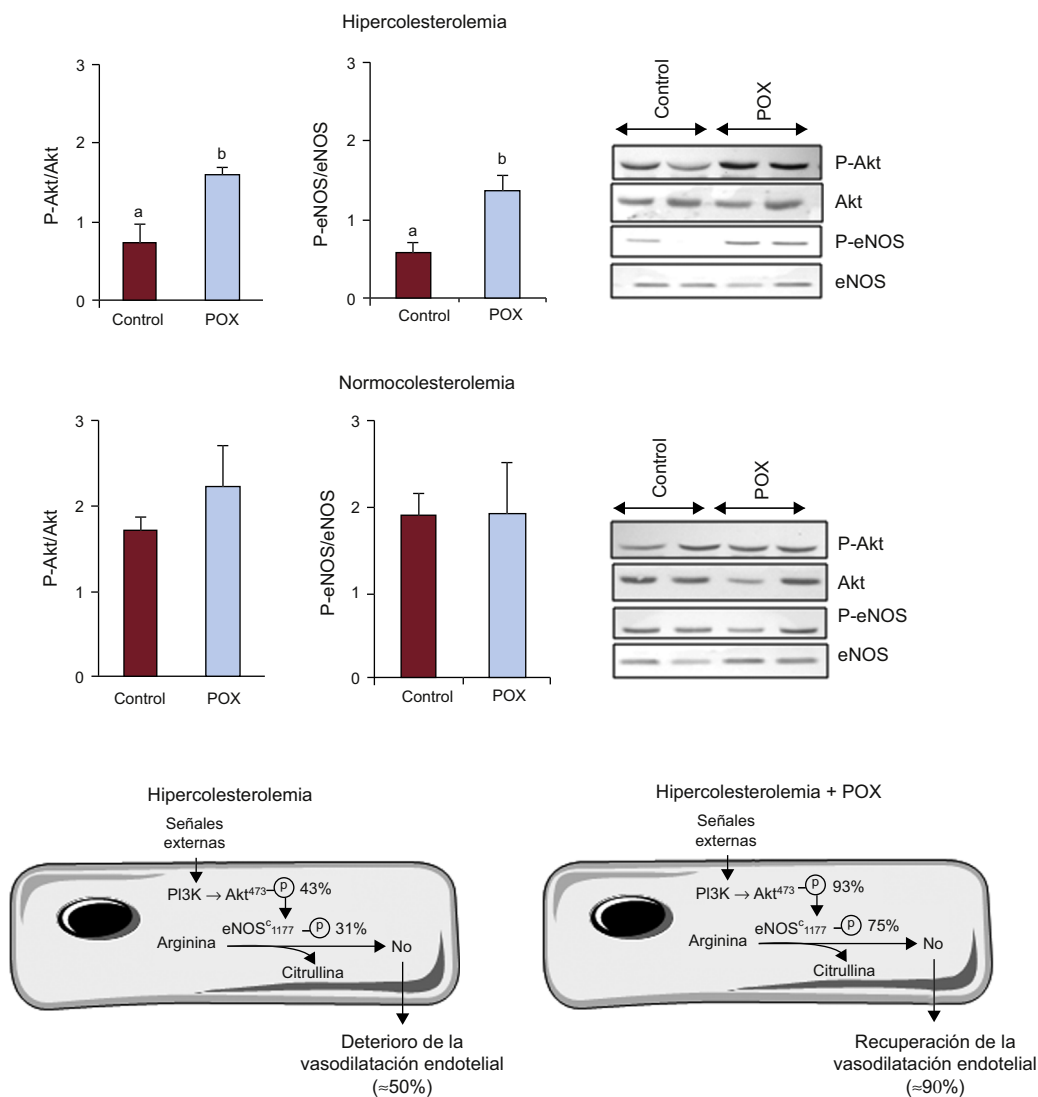 Hipercolesterolemia
P-Akt/Akt
3
2
1
0
a
b
Control
POX
P-eNOS/eNOS
3
2
1
0
a
b
Control
POX
Control
POX
P-Akt
Akt
P-eNOS
eNOS
Normocolesterolemia
P-Akt/Akt
3
2
1
0
Control
POX
P-eNOS/eNOS
3
2
1
0
Control
POX
Control
POX
P-Akt
Akt
P-eNOS
eNOS
Hipercolesterolemia
Señales
externas
PI3K → Akt⁴⁷³ P 43%
eNOSᶜ₁₁₇₇ P 31%
Arginina
No
Citrullina
Deterioro de la
vasodilatación endotelial
(≈50%)
Hipercolesterolemia + POX
Señales
externas
PI3K → Akt⁴⁷³ P 93%
eNOSᶜ₁₁₇₇ P 75%
Arginina
No
Citrullina
Recuperación de la
vasodilatación endotelial
(≈90%)